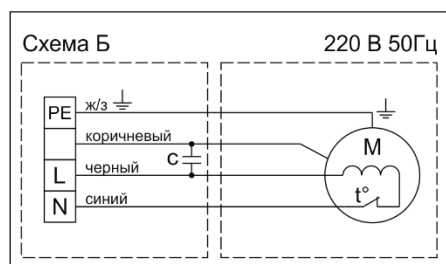 Схема Б
220 В 50Гц
PE
ж/з
коричневый
C
M
L
черный
t°
N
синий